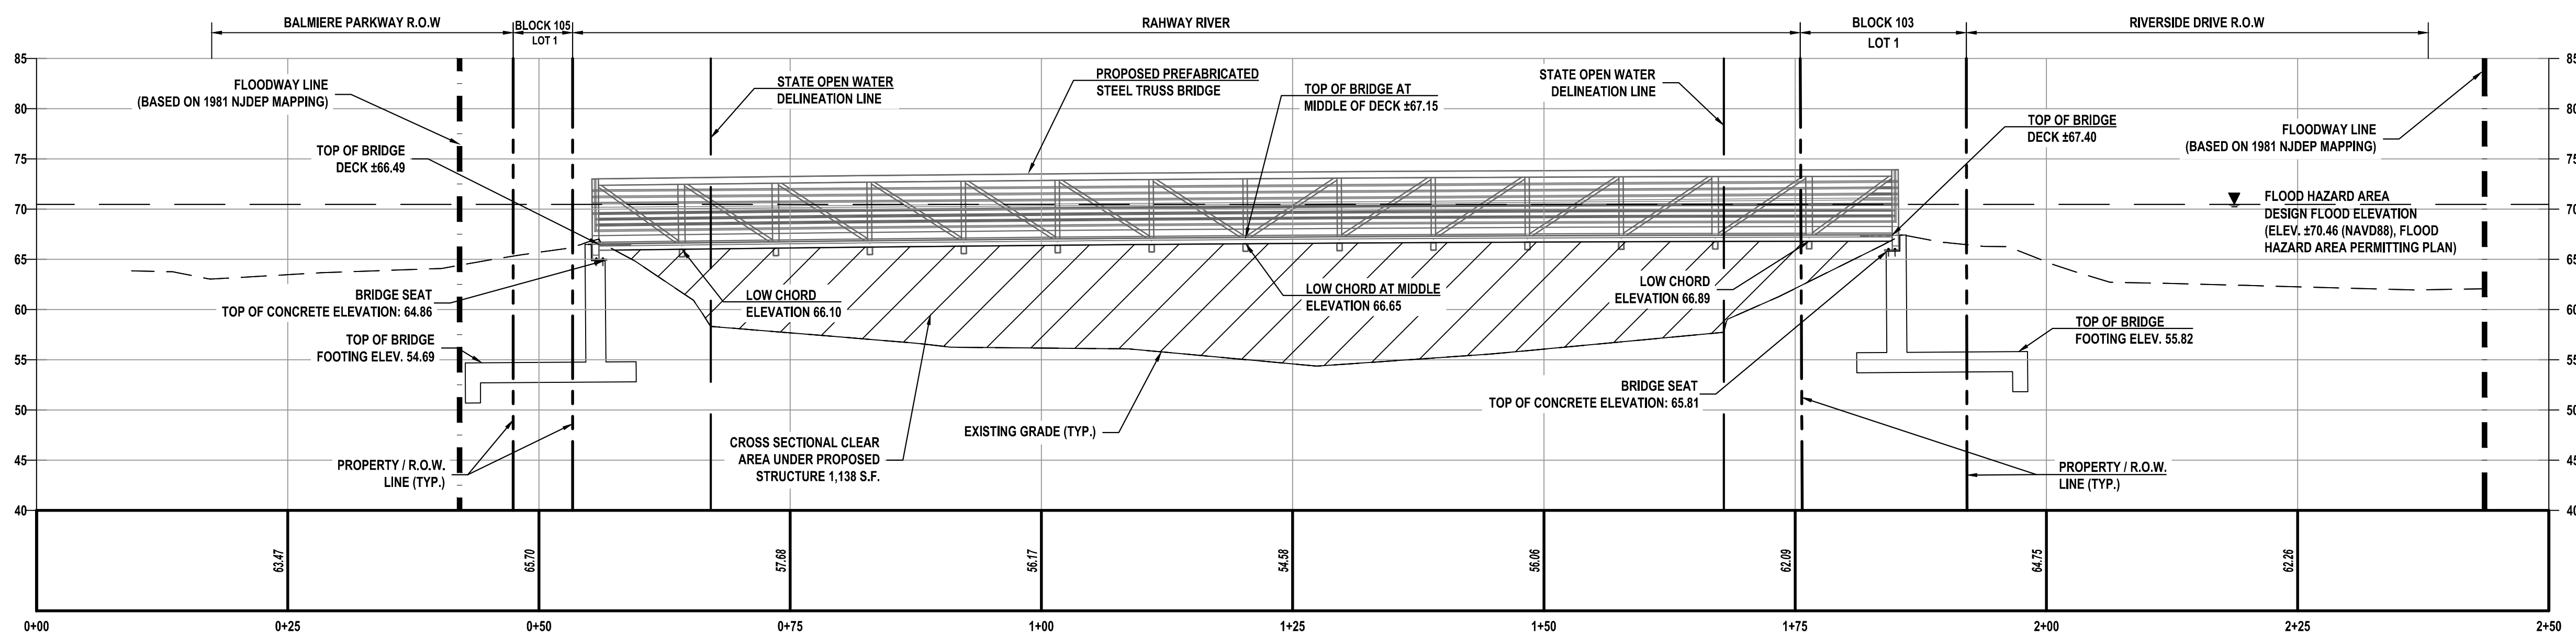 BALMIERE PARKWAY R.O.W
BLOCK 105
LOT 1
RAHWAY RIVER
BLOCK 103
LOT 1
RIVERSIDE DRIVE R.O.W
85
80
75
70
65
60
55
50
45
40
85
80
75
70
65
60
55
50
45
40
FLOODWAY LINE
(BASED ON 1981 NJDEP MAPPING)
TOP OF BRIDGE
DECK ±66.49
STATE OPEN WATER
DELINEATION LINE
PROPOSED PREFABRICATED
STEEL TRUSS BRIDGE
TOP OF BRIDGE AT
MIDDLE OF DECK ±67.15
STATE OPEN WATER
DELINEATION LINE
TOP OF BRIDGE
DECK ±67.40
FLOODWAY LINE
(BASED ON 1981 NJDEP MAPPING)
FLOOD HAZARD AREA
DESIGN FLOOD ELEVATION
(ELEV. ±70.46 (NAVD88), FLOOD
HAZARD AREA PERMITTING PLAN)
BRIDGE SEAT
TOP OF CONCRETE ELEVATION: 64.86
TOP OF BRIDGE
FOOTING ELEV. 54.69
LOW CHORD
ELEVATION 66.10
LOW CHORD AT MIDDLE
ELEVATION 66.65
LOW CHORD
ELEVATION 66.89
TOP OF BRIDGE
FOOTING ELEV. 55.82
BRIDGE SEAT
TOP OF CONCRETE ELEVATION: 65.81
EXISTING GRADE (TYP.)
CROSS SECTIONAL CLEAR
AREA UNDER PROPOSED
STRUCTURE 1,138 S.F.
PROPERTY / R.O.W.
LINE (TYP.)
PROPERTY / R.O.W.
LINE (TYP.)
63.47
65.70
57.68
56.17
54.58
56.06
62.09
64.75
62.26
0+00
0+25
0+50
0+75
1+00
1+25
1+50
1+75
2+00
2+25
2+50